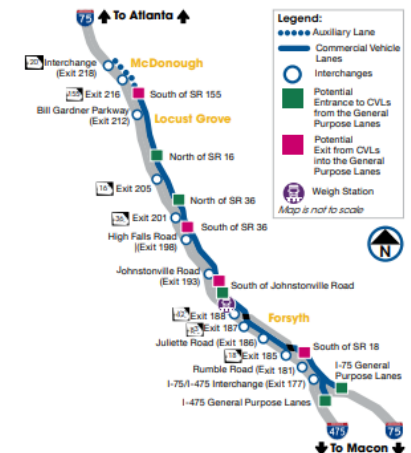 75
To Atlanta
20 Interchange
(Exit 218)
McDonough
155 Exit 216
South of SR 155
Bill Gardner Parkway
(Exit 212)
Locust Grove
North of SR 16
16 Exit 205
North of SR 36
36 Exit 201
South of SR 36
High Falls Road
|(Exit 198)
Johnstonville Road
(Exit 193)
South of Johnstonville Road
42 Exit 188
Forsyth
83 Exit 187
Juliette Road (Exit 186)
South of SR 18
18 Exit 185
Rumble Road (Exit 181)
I-75 General
Purpose Lanes
I-75/I-475 Interchange (Exit 177)
I-475 General Purpose Lanes
475
75
To Macon
Legend:
Auxiliary Lane
Commercial Vehicle
Lanes
Interchanges
Potential
Entrance to CVLs
from the General
Purpose Lanes
Potential
Exit from CVLs
into the General
Purpose Lanes
Weigh Station
Map is not to scale
N